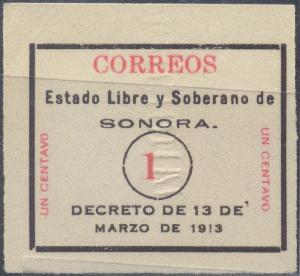 CORREOS
Estado Libre y Soberano de
SONORA.
UN CENTAVO
1
UN CENTAVO
DECRETO DE 13 DE
MARZO DE 1913